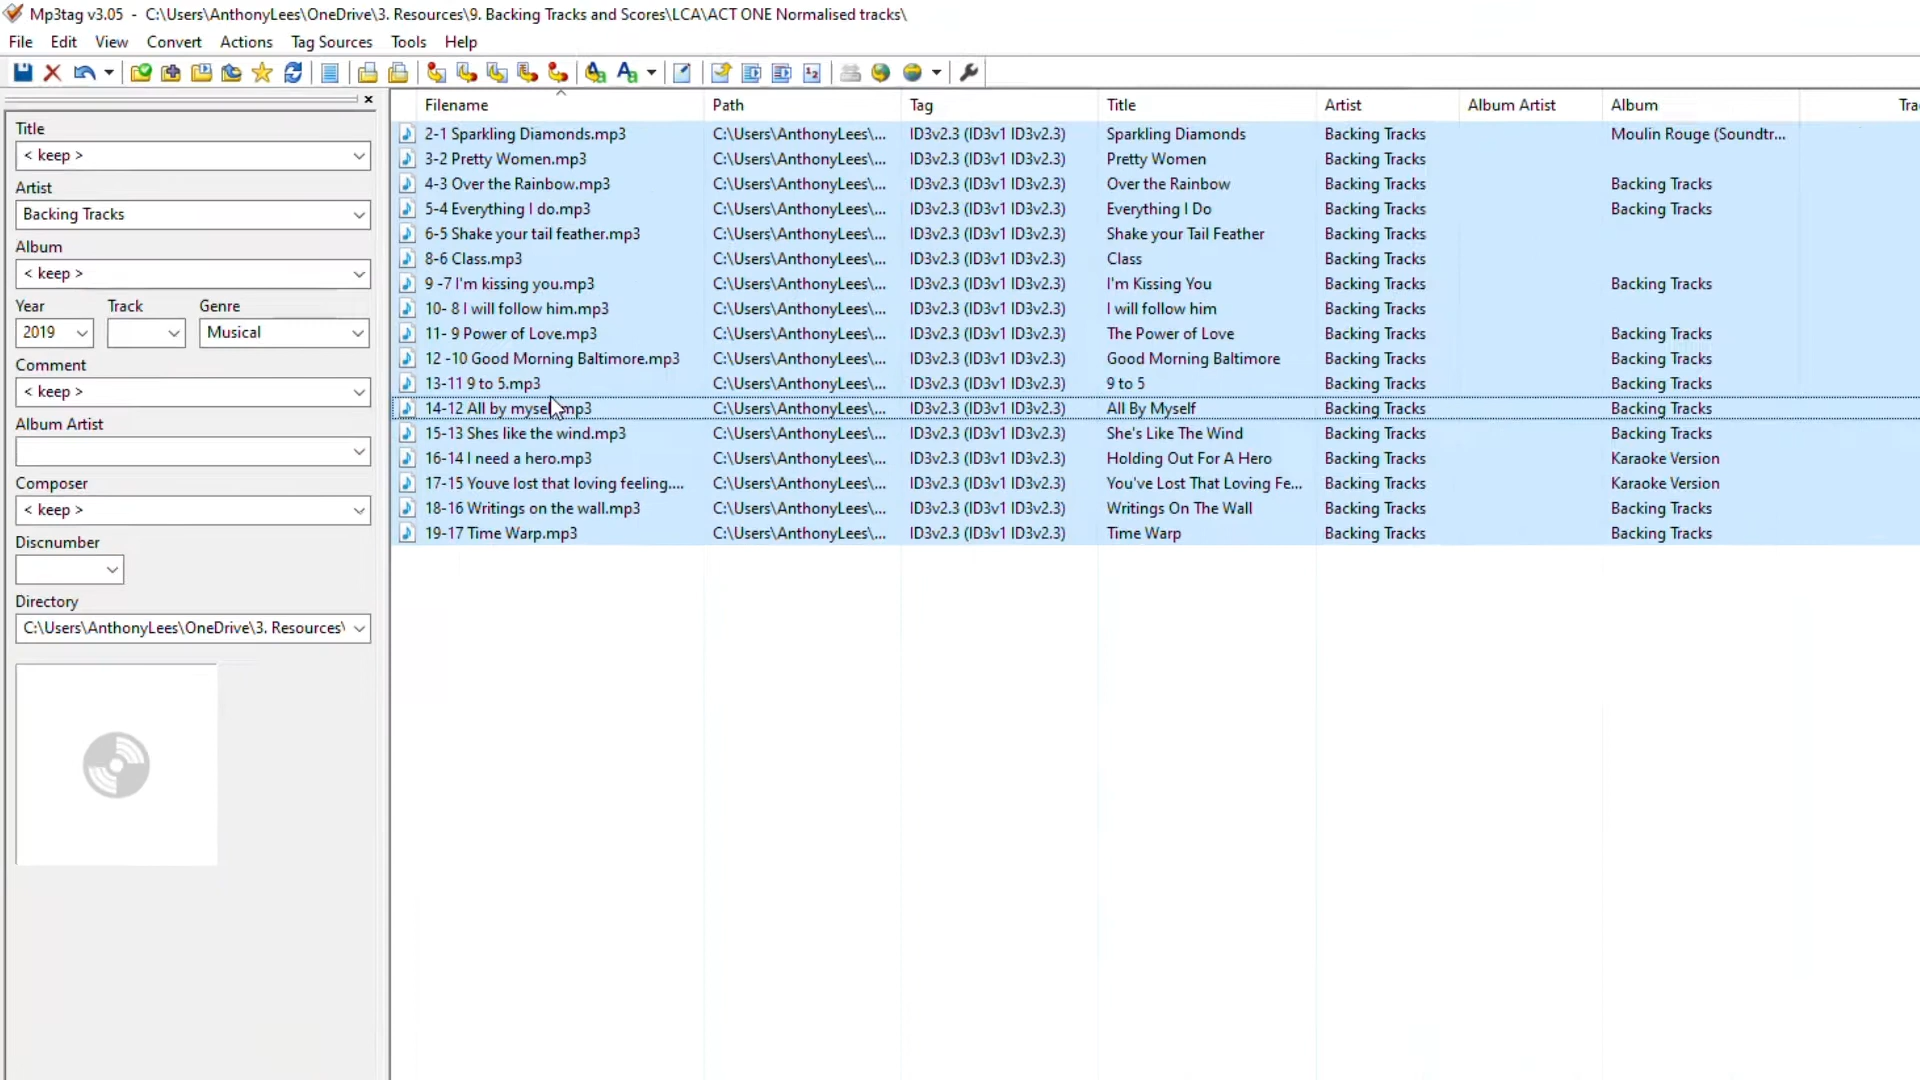 Mp3tag v3.05 - C:\Users\AnthonyLees\OneDrive\3. Resources\9. Backing Tracks and Scores\LCA\ACT ONE Normalised tracks\
File Edit View Convert Actions Tag Sources Tools Help
Title
< keep >
Artist
Backing Tracks
Album
< keep >
Year Track Genre
2019 Musical
Comment
< keep >
Album Artist
Composer
< keep >
Discnumber
Directory
C:\Users\AnthonyLees\OneDrive\3. Resources\
Filename Path Tag Title Artist Album Artist Album Trac
2-1 Sparkling Diamonds.mp3 C:\Users\AnthonyLees\... ID3v2.3 (ID3v1 ID3v2.3) Sparkling Diamonds Backing Tracks Moulin Rouge (Soundtr...
3-2 Pretty Women.mp3 C:\Users\AnthonyLees\... ID3v2.3 (ID3v1 ID3v2.3) Pretty Women Backing Tracks
4-3 Over the Rainbow.mp3 C:\Users\AnthonyLees\... ID3v2.3 (ID3v1 ID3v2.3) Over the Rainbow Backing Tracks Backing Tracks
5-4 Everything I do.mp3 C:\Users\AnthonyLees\... ID3v2.3 (ID3v1 ID3v2.3) Everything I Do Backing Tracks Backing Tracks
6-5 Shake your tail feather.mp3 C:\Users\AnthonyLees\... ID3v2.3 (ID3v1 ID3v2.3) Shake your Tail Feather Backing Tracks
8-6 Class.mp3 C:\Users\AnthonyLees\... ID3v2.3 (ID3v1 ID3v2.3) Class Backing Tracks
9 -7 I'm kissing you.mp3 C:\Users\AnthonyLees\... ID3v2.3 (ID3v1 ID3v2.3) I'm Kissing You Backing Tracks Backing Tracks
10- 8 I will follow him.mp3 C:\Users\AnthonyLees\... ID3v2.3 (ID3v1 ID3v2.3) I will follow him Backing Tracks
11- 9 Power of Love.mp3 C:\Users\AnthonyLees\... ID3v2.3 (ID3v1 ID3v2.3) The Power of Love Backing Tracks Backing Tracks
12 -10 Good Morning Baltimore.mp3 C:\Users\AnthonyLees\... ID3v2.3 (ID3v1 ID3v2.3) Good Morning Baltimore Backing Tracks Backing Tracks
13-11 9 to 5.mp3 C:\Users\AnthonyLees\... ID3v2.3 (ID3v1 ID3v2.3) 9 to 5 Backing Tracks Backing Tracks
14-12 All by myself.mp3 C:\Users\AnthonyLees\... ID3v2.3 (ID3v1 ID3v2.3) All By Myself Backing Tracks Backing Tracks
15-13 Shes like the wind.mp3 C:\Users\AnthonyLees\... ID3v2.3 (ID3v1 ID3v2.3) She's Like The Wind Backing Tracks Backing Tracks
16-14 I need a hero.mp3 C:\Users\AnthonyLees\... ID3v2.3 (ID3v1 ID3v2.3) Holding Out For A Hero Backing Tracks Karaoke Version
17-15 Youve lost that loving feeling.... C:\Users\AnthonyLees\... ID3v2.3 (ID3v1 ID3v2.3) You've Lost That Loving Fe... Backing Tracks Karaoke Version
18-16 Writings on the wall.mp3 C:\Users\AnthonyLees\... ID3v2.3 (ID3v1 ID3v2.3) Writings On The Wall Backing Tracks Backing Tracks
19-17 Time Warp.mp3 C:\Users\AnthonyLees\... ID3v2.3 (ID3v1 ID3v2.3) Time Warp Backing Tracks Backing Tracks